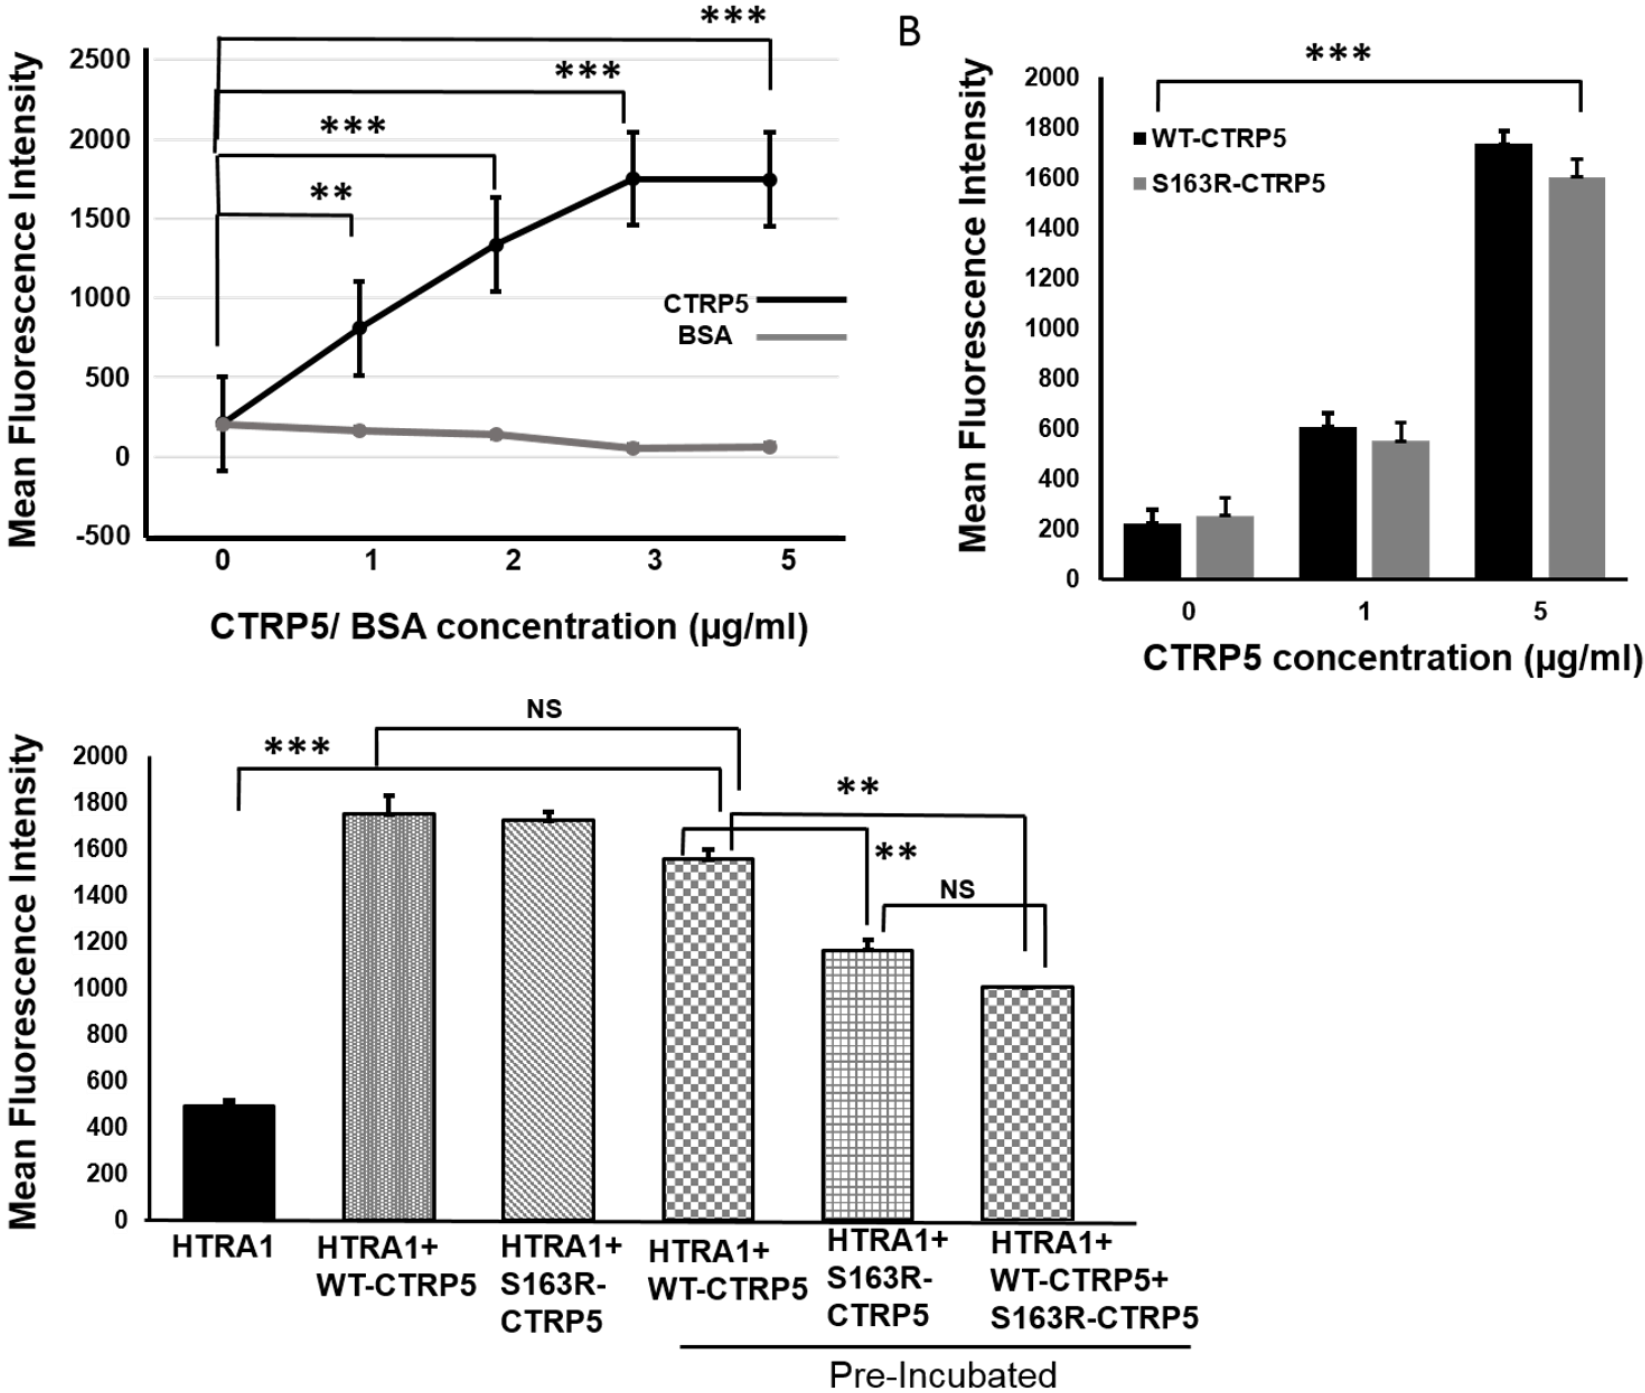 ***
2500
***
2000
***
1500
**
1000
CTRP5
BSA
500
0
-500
0 1 2 3 5
CTRP5/ BSA concentration (µg/ml)
Mean Fluorescence Intensity
B
***
2000
1800
WT-CTRP5
1600
S163R-CTRP5
1400
1200
1000
800
600
400
200
0
0 1 5
CTRP5 concentration (µg/ml)
Mean Fluorescence Intensity
NS
***
2000
**
1800
**
1600
NS
1400
1200
1000
800
600
400
200
0
Mean Fluorescence Intensity
HTRA1
HTRA1+
WT-CTRP5
HTRA1+
S163R-
CTRP5
HTRA1+
WT-CTRP5
HTRA1+
S163R-
CTRP5
HTRA1+
WT-CTRP5+
S163R-CTRP5
Pre-Incubated